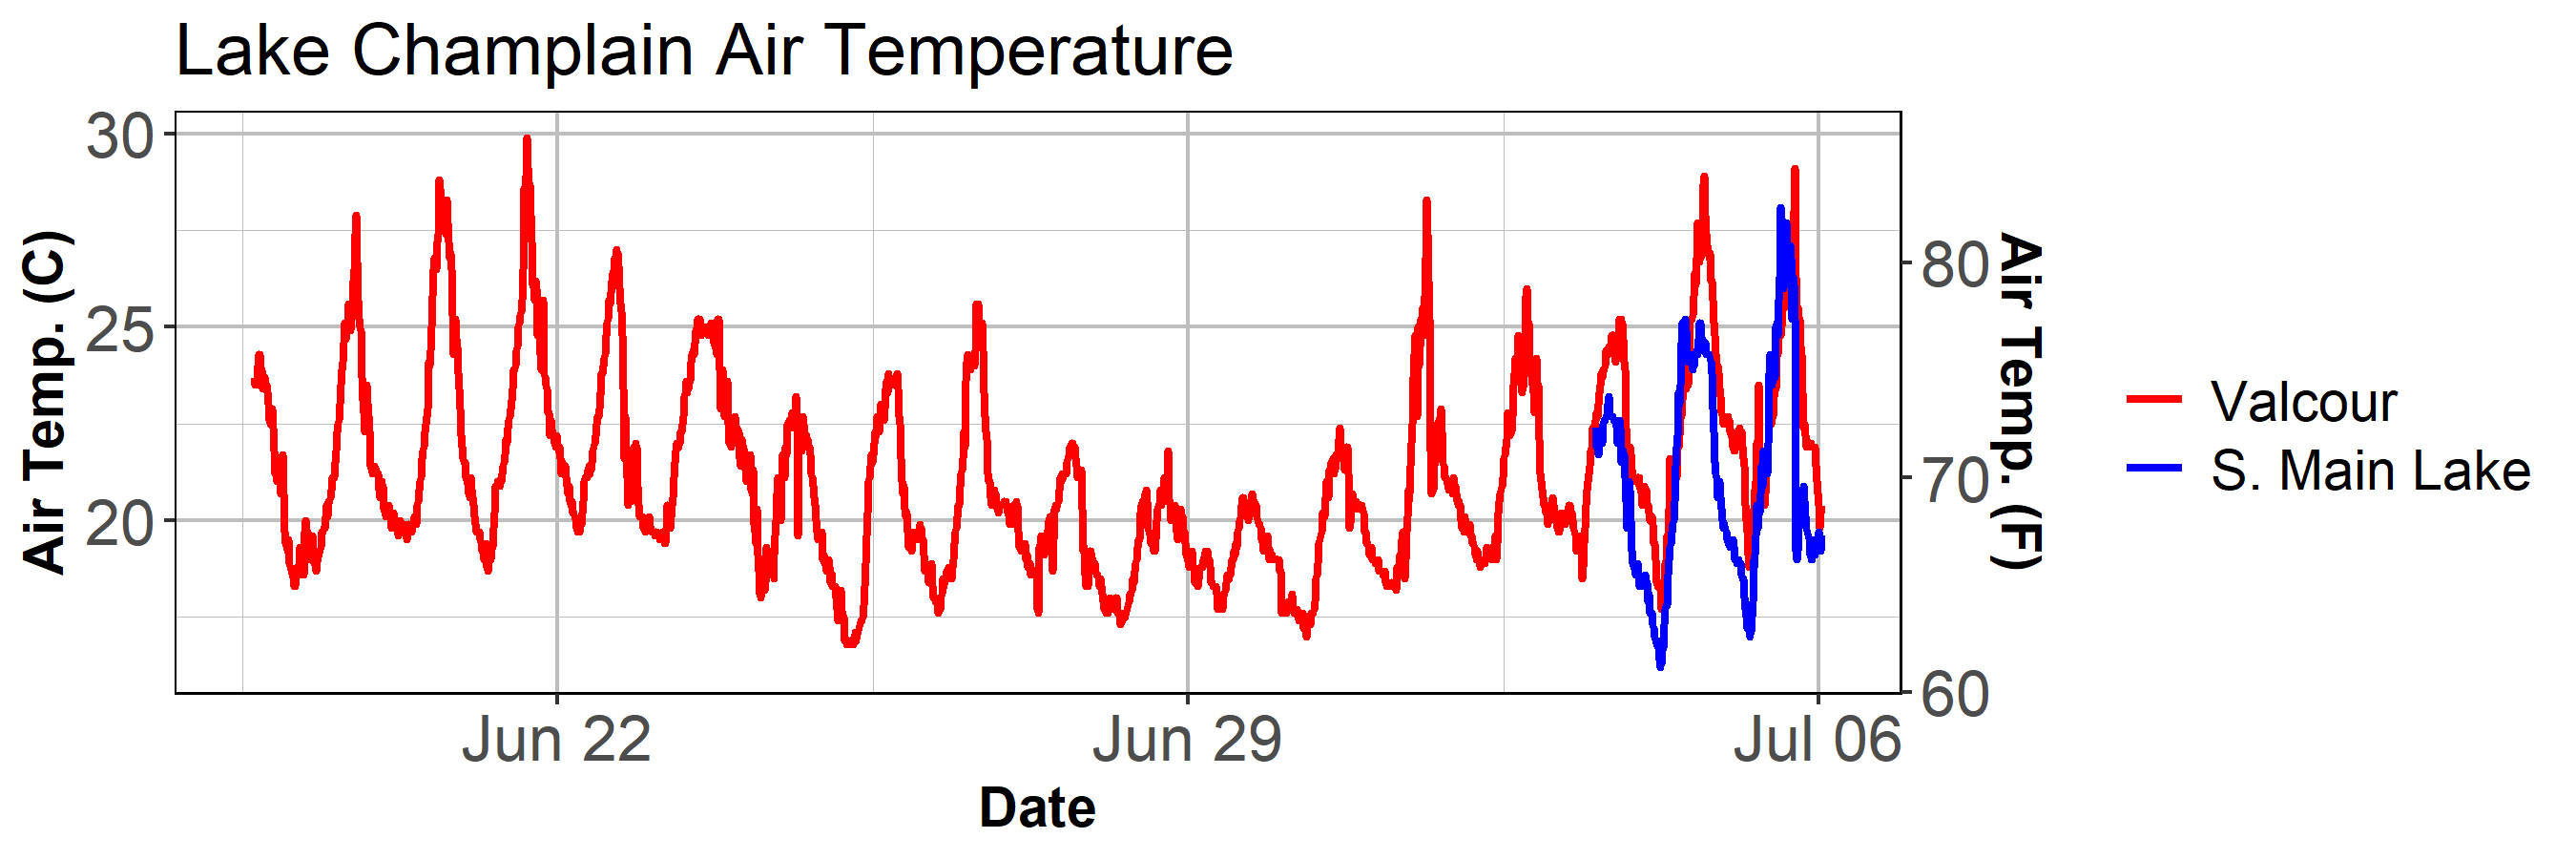 Lake Champlain Air Temperature
Air Temp. (C)
30
25
20
Air Temp. (F)
80
70
60
Jun 22
Jun 29
Jul 06
Date
Valcour
S. Main Lake